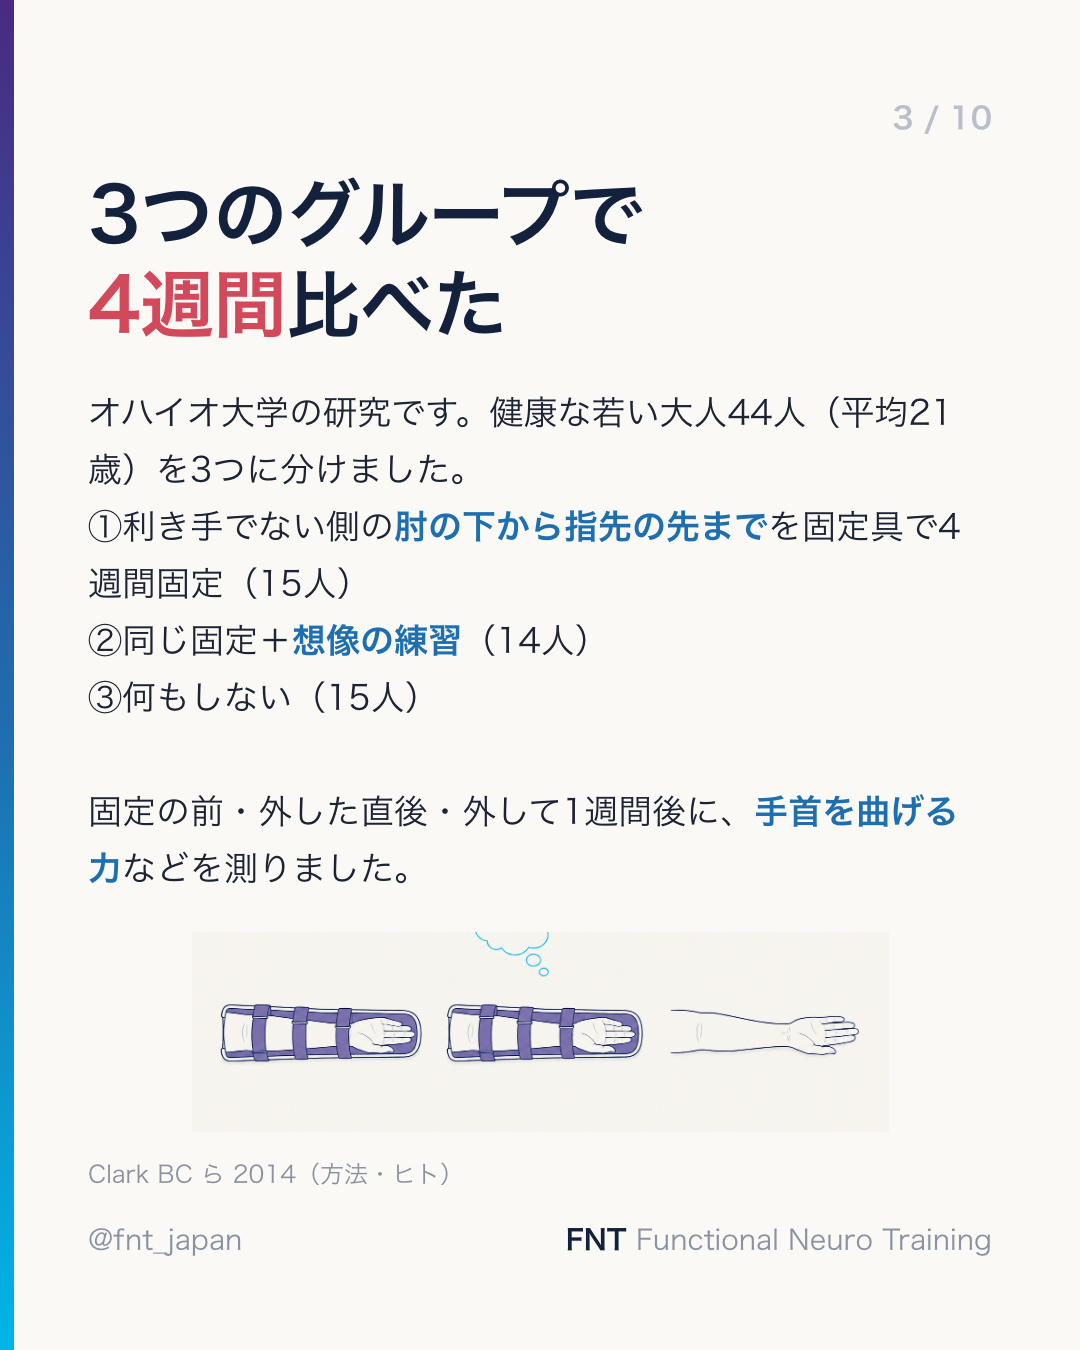 3 / 10
3つのグループで
4週間比べた
オハイオ大学の研究です。健康な若い大人44人（平均21
歳）を3つに分けました。
①利き手でない側の肘の下から指先の先までを固定具で4
週間固定（15人）
②同じ固定＋想像の練習（14人）
③何もしない（15人）
固定の前・外した直後・外して1週間後に、手首を曲げる
力などを測りました。
Clark BC ら 2014（方法・ヒト）
@fnt_japan
FNT Functional Neuro Training